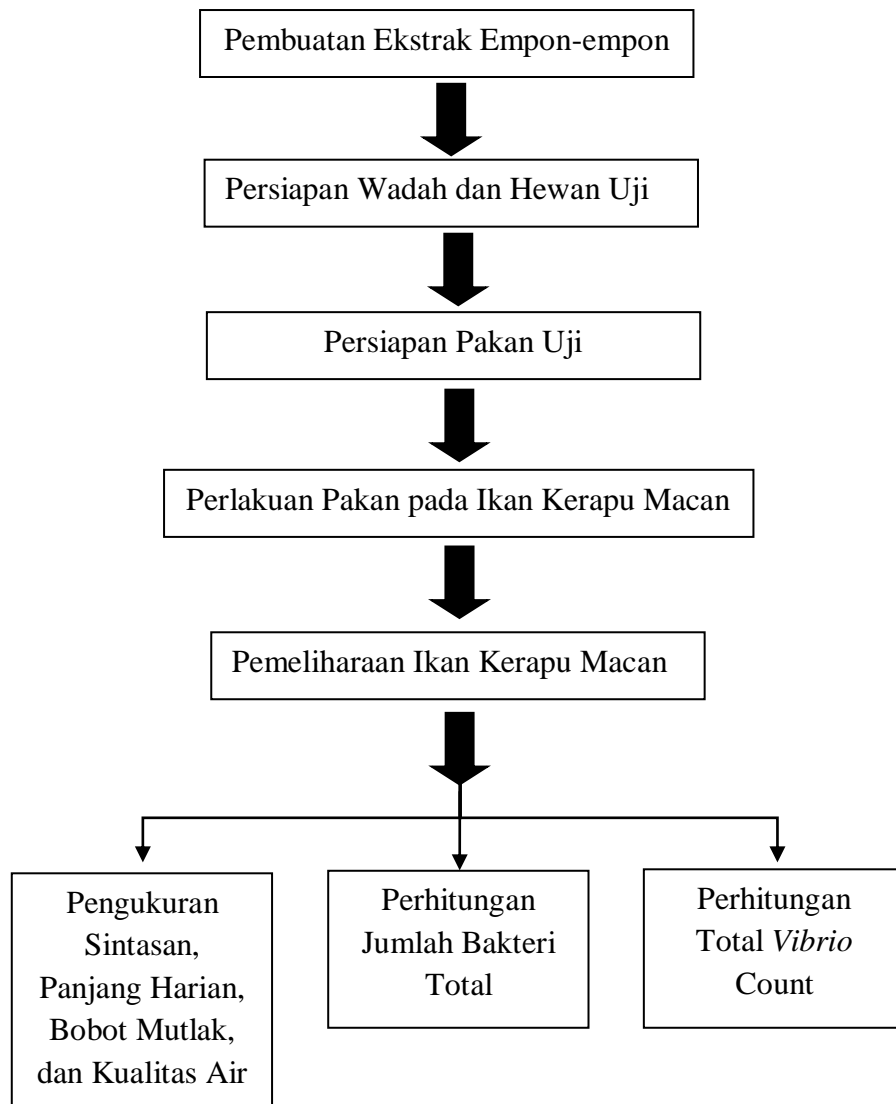 Pembuatan Ekstrak Empon-empon
Persiapan Wadah dan Hewan Uji
Persiapan Pakan Uji
Perlakuan Pakan pada Ikan Kerapu Macan
Pemeliharaan Ikan Kerapu Macan
Pengukuran
Sintasan,
Panjang Harian,
Bobot Mutlak,
dan Kualitas Air
Perhitungan
Jumlah Bakteri
Total
Perhitungan
Total Vibrio
Count